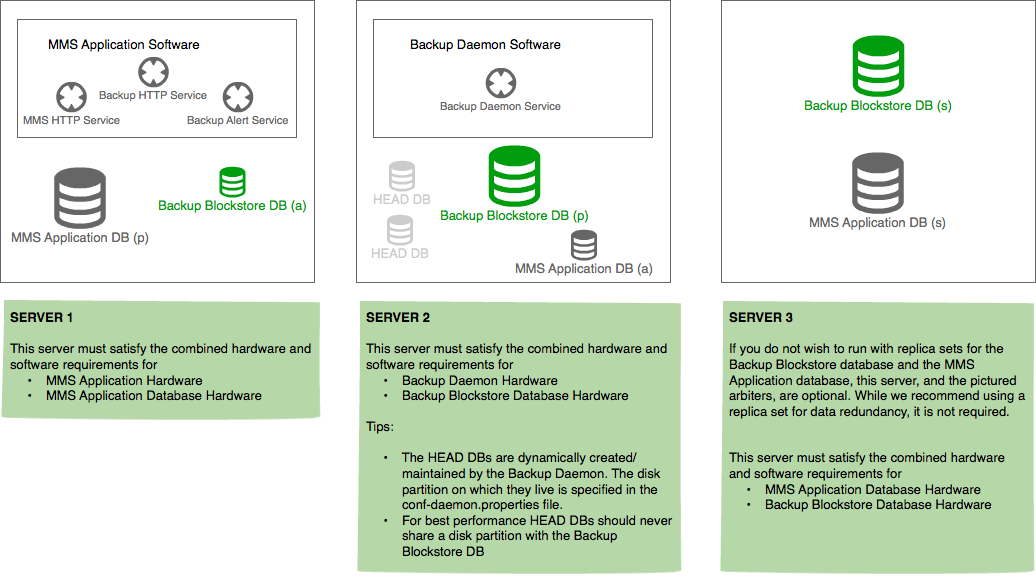 MMS Application Software
Backup HTTP Service
MMS HTTP Service
Backup Alert Service
Backup Blockstore DB (a)
MMS Application DB (p)
Backup Daemon Software
Backup Daemon Service
HEAD DB
Backup Blockstore DB (p)
HEAD DB
MMS Application DB (a)
Backup Blockstore DB (s)
MMS Application DB (s)
SERVER 1
This server must satisfy the combined hardware and
software requirements for
• MMS Application Hardware
• MMS Application Database Hardware
SERVER 2
This server must satisfy the combined hardware and
software requirements for
• Backup Daemon Hardware
• Backup Blockstore Database Hardware
Tips:
• The HEAD DBs are dynamically created/
maintained by the Backup Daemon. The disk
partition on which they live is specified in the
conf-daemon.properties file.
• For best performance HEAD DBs should never
share a disk partition with the Backup
Blockstore DB
SERVER 3
If you do not wish to run with replica sets for the
Backup Blockstore database and the MMS
Application database, this server, and the pictured
arbiters, are optional. While we recommend using a
replica set for data redundancy, it is not required.
This server must satisfy the combined hardware
and software requirements for
• MMS Application Database Hardware
• Backup Blockstore Database Hardware